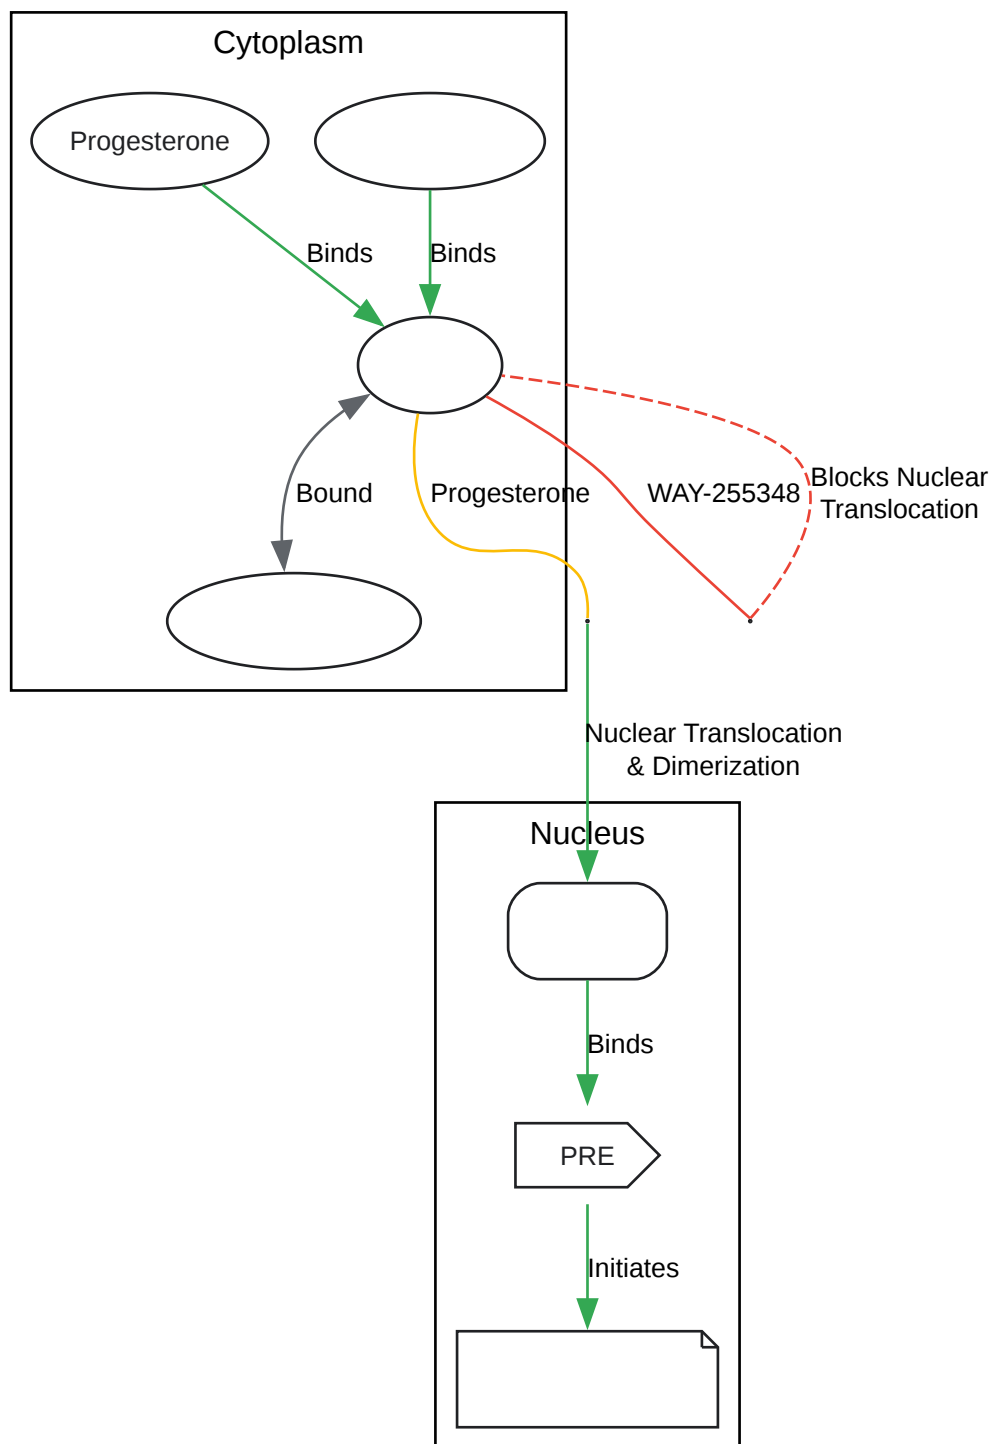 Cytoplasm
Progesterone
Binds
Binds
Bound
Progesterone
WAY-255348
Blocks Nuclear
Translocation
Nuclear Translocation
& Dimerization
Nucleus
Binds
PRE
Initiates